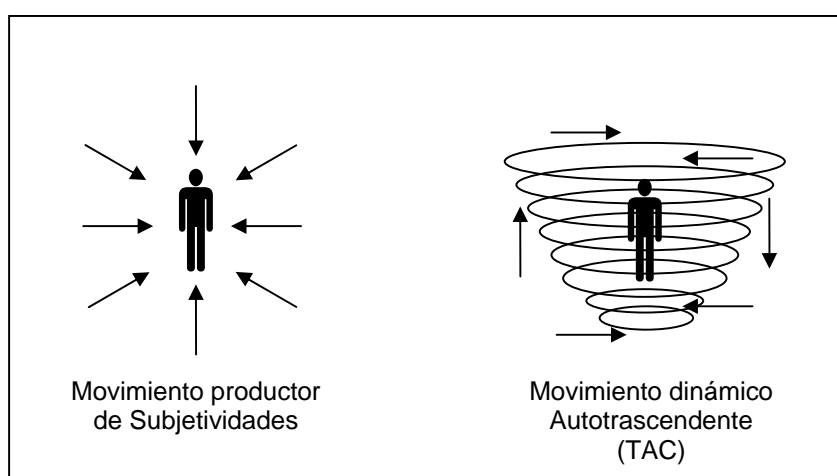 Movimiento productor
de Subjetividades
Movimiento dinámico
Autotrascendente
(TAC)